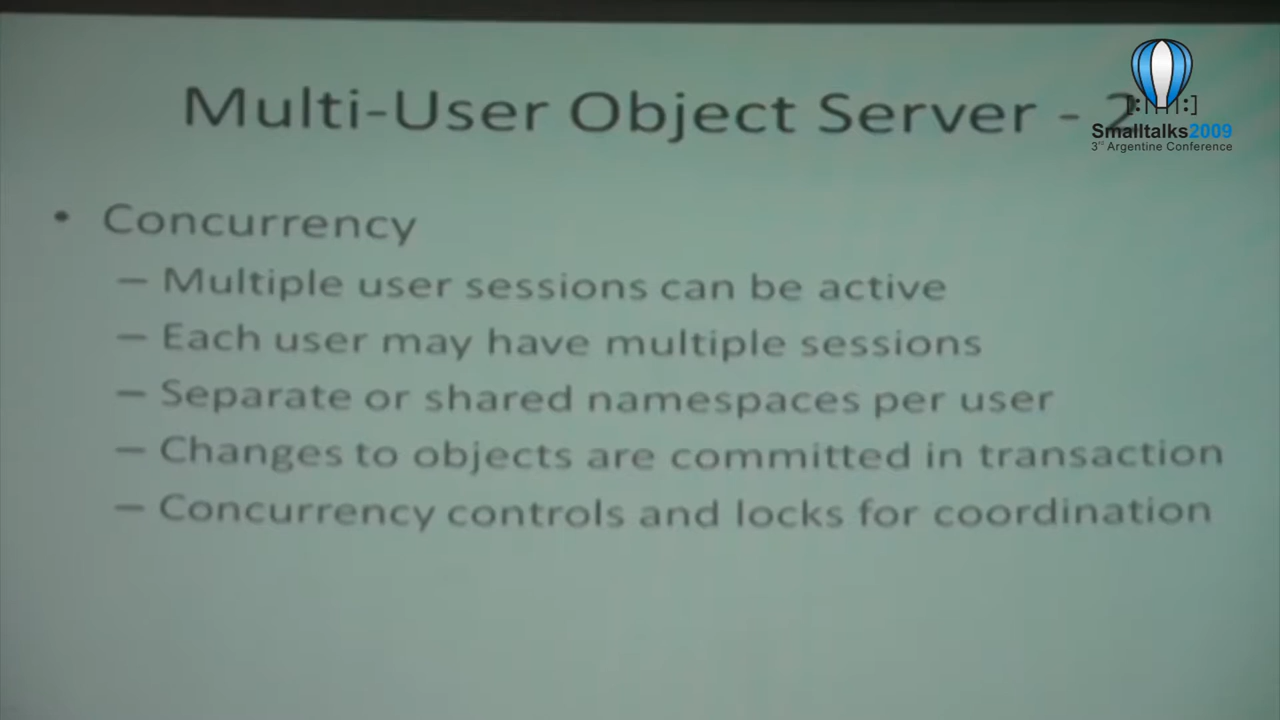 Multi-User Object Server - 2
[:||||:]
Smalltalks2009
3rd Argentine Conference
• Concurrency
– Multiple user sessions can be active
– Each user may have multiple sessions
– Separate or shared namespaces per user
– Changes to objects are committed in transaction
– Concurrency controls and locks for coordination